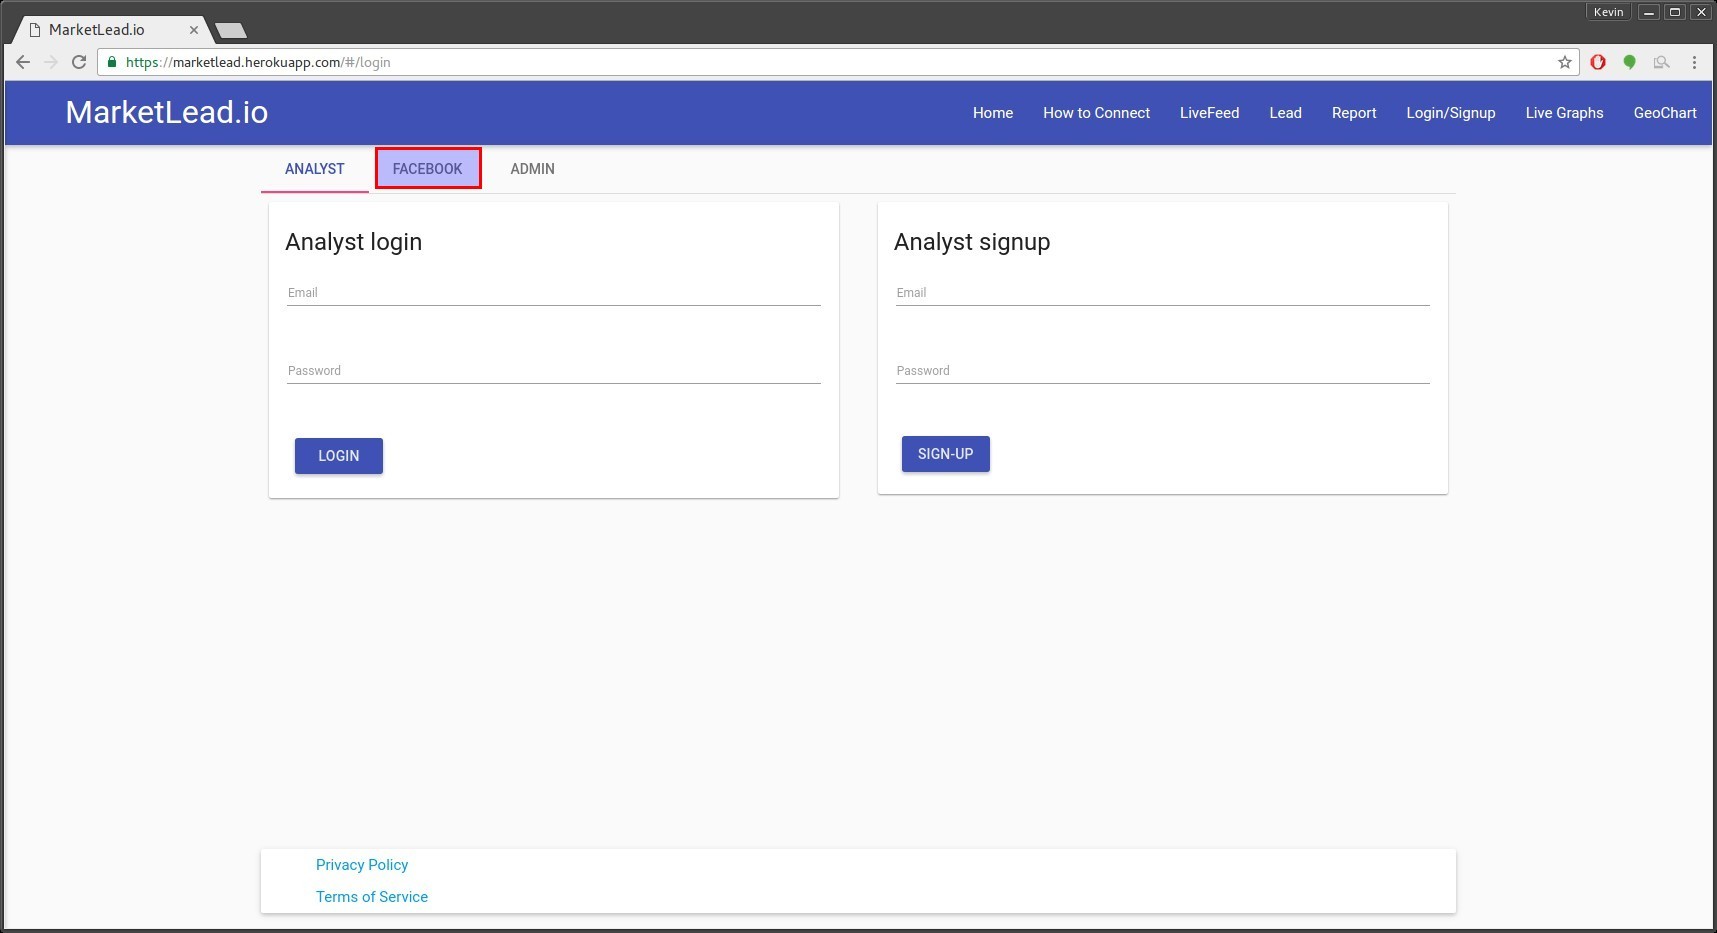 Kevin
MarketLead.io
https://marketlead.herokuapp.com/#/login
MarketLead.io
Home How to Connect LiveFeed Lead Report Login/Signup Live Graphs GeoChart
ANALYST FACEBOOK ADMIN
Analyst login
Email
Password
LOGIN
Analyst signup
Email
Password
SIGN-UP
Privacy Policy
Terms of Service